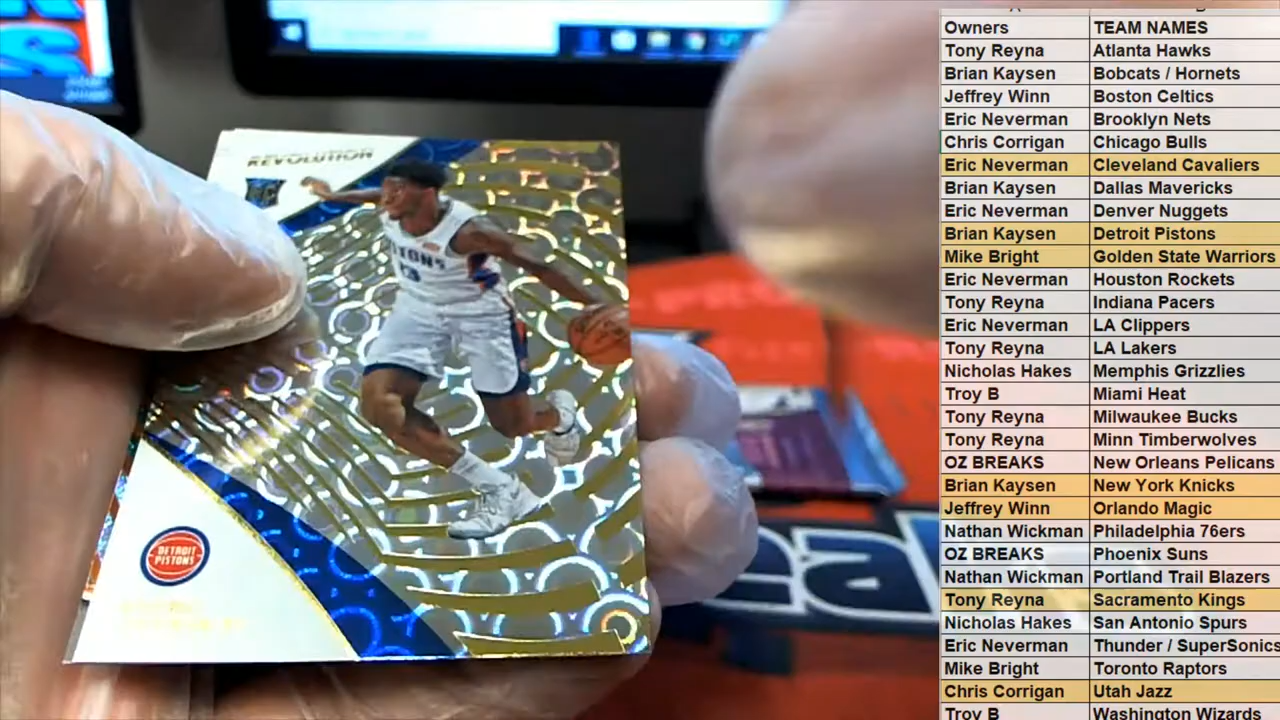 Owners TEAM NAMES
Tony Reyna Atlanta Hawks
Brian Kaysen Bobcats / Hornets
Jeffrey Winn Boston Celtics
Eric Neverman Brooklyn Nets
Chris Corrigan Chicago Bulls
Eric Neverman Cleveland Cavaliers
Brian Kaysen Dallas Mavericks
Eric Neverman Denver Nuggets
Brian Kaysen Detroit Pistons
Mike Bright Golden State Warriors
Eric Neverman Houston Rockets
Tony Reyna Indiana Pacers
Eric Neverman LA Clippers
Tony Reyna LA Lakers
Nicholas Hakes Memphis Grizzlies
Troy B Miami Heat
Tony Reyna Milwaukee Bucks
Tony Reyna Minn Timberwolves
OZ BREAKS New Orleans Pelicans
Brian Kaysen New York Knicks
Jeffrey Winn Orlando Magic
Nathan Wickman Philadelphia 76ers
OZ BREAKS Phoenix Suns
Nathan Wickman Portland Trail Blazers
Tony Reyna Sacramento Kings
Nicholas Hakes San Antonio Spurs
Eric Neverman Thunder / SuperSonics
Mike Bright Toronto Raptors
Chris Corrigan Utah Jazz
Troy B Washington Wizards
REVOLUTION
RC
DETROIT
PISTONS